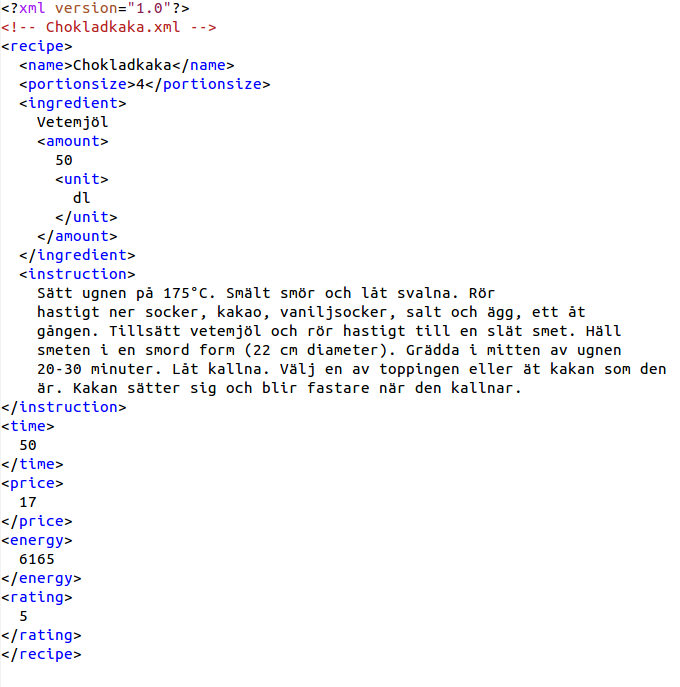 <?xml version="1.0"?>
<!-- Chokladkaka.xml -->
<recipe>
  <name>Chokladkaka</name>
  <portionsize>4</portionsize>
  <ingredient>
    Vetemjöl
    <amount>
      50
      <unit>
        dl
      </unit>
    </amount>
  </ingredient>
  <instruction>
    Sätt ugnen på 175°C. Smält smör och låt svalna. Rör
    hastigt ner socker, kakao, vaniljsocker, salt och ägg, ett åt
    gången. Tillsätt vetemjöl och rör hastigt till en slät smet. Häll
    smeten i en smord form (22 cm diameter). Grädda i mitten av ugnen
    20-30 minuter. Låt kallna. Välj en av toppingen eller ät kakan som den
    är. Kakan sätter sig och blir fastare när den kallnar.
</instruction>
<time>
  50
</time>
<price>
  17
</price>
<energy>
  6165
</energy>
<rating>
  5
</rating>
</recipe>